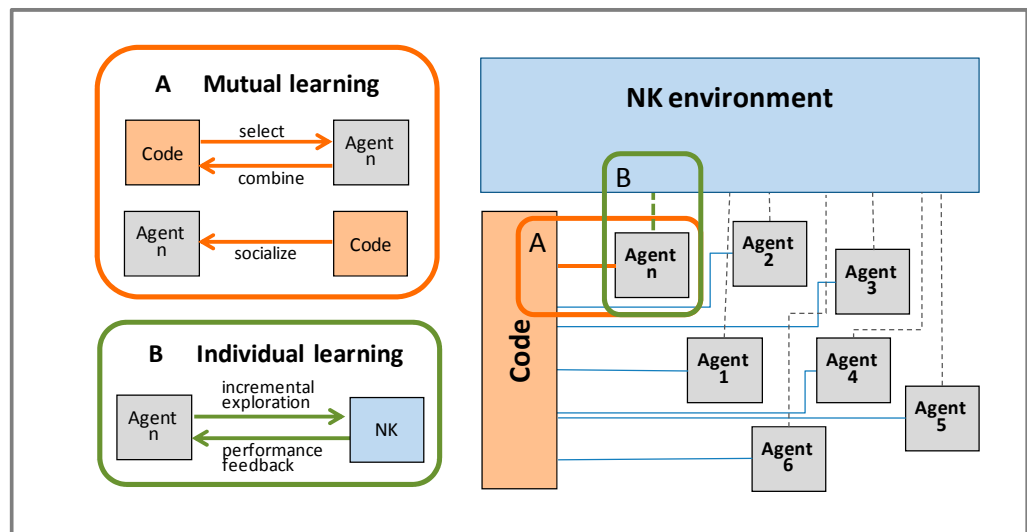 A Mutual learning
Code
select
combine
Agent
n
Agent
n
socialize
Code
B Individual learning
Agent
n
incremental
exploration
performance
feedback
NK
NK environment
B
A
Agent
n
Code
Agent
2
Agent
3
Agent
1
Agent
4
Agent
5
Agent
6